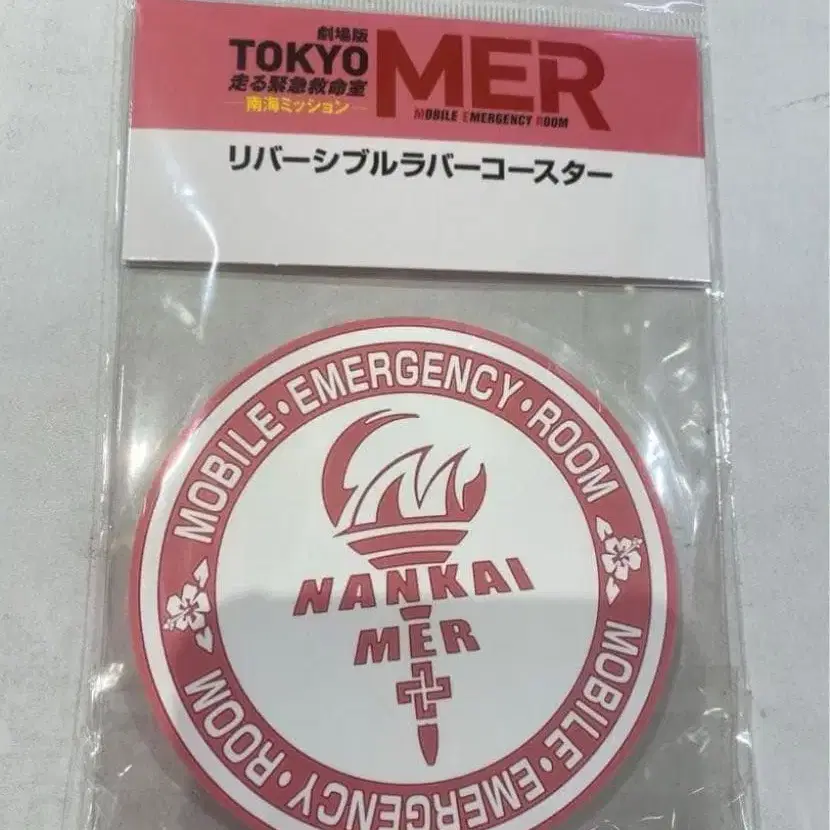 劇場版
TOKYO MER
走る緊急救命室
南海ミッション
MOBILE EMERGENCY ROOM
リバーシブルラバーコースター
MOBILE・EMERGENCY・ROOM
M
NANKAI
MER
MOBILE・EMERGENCY・ROOM